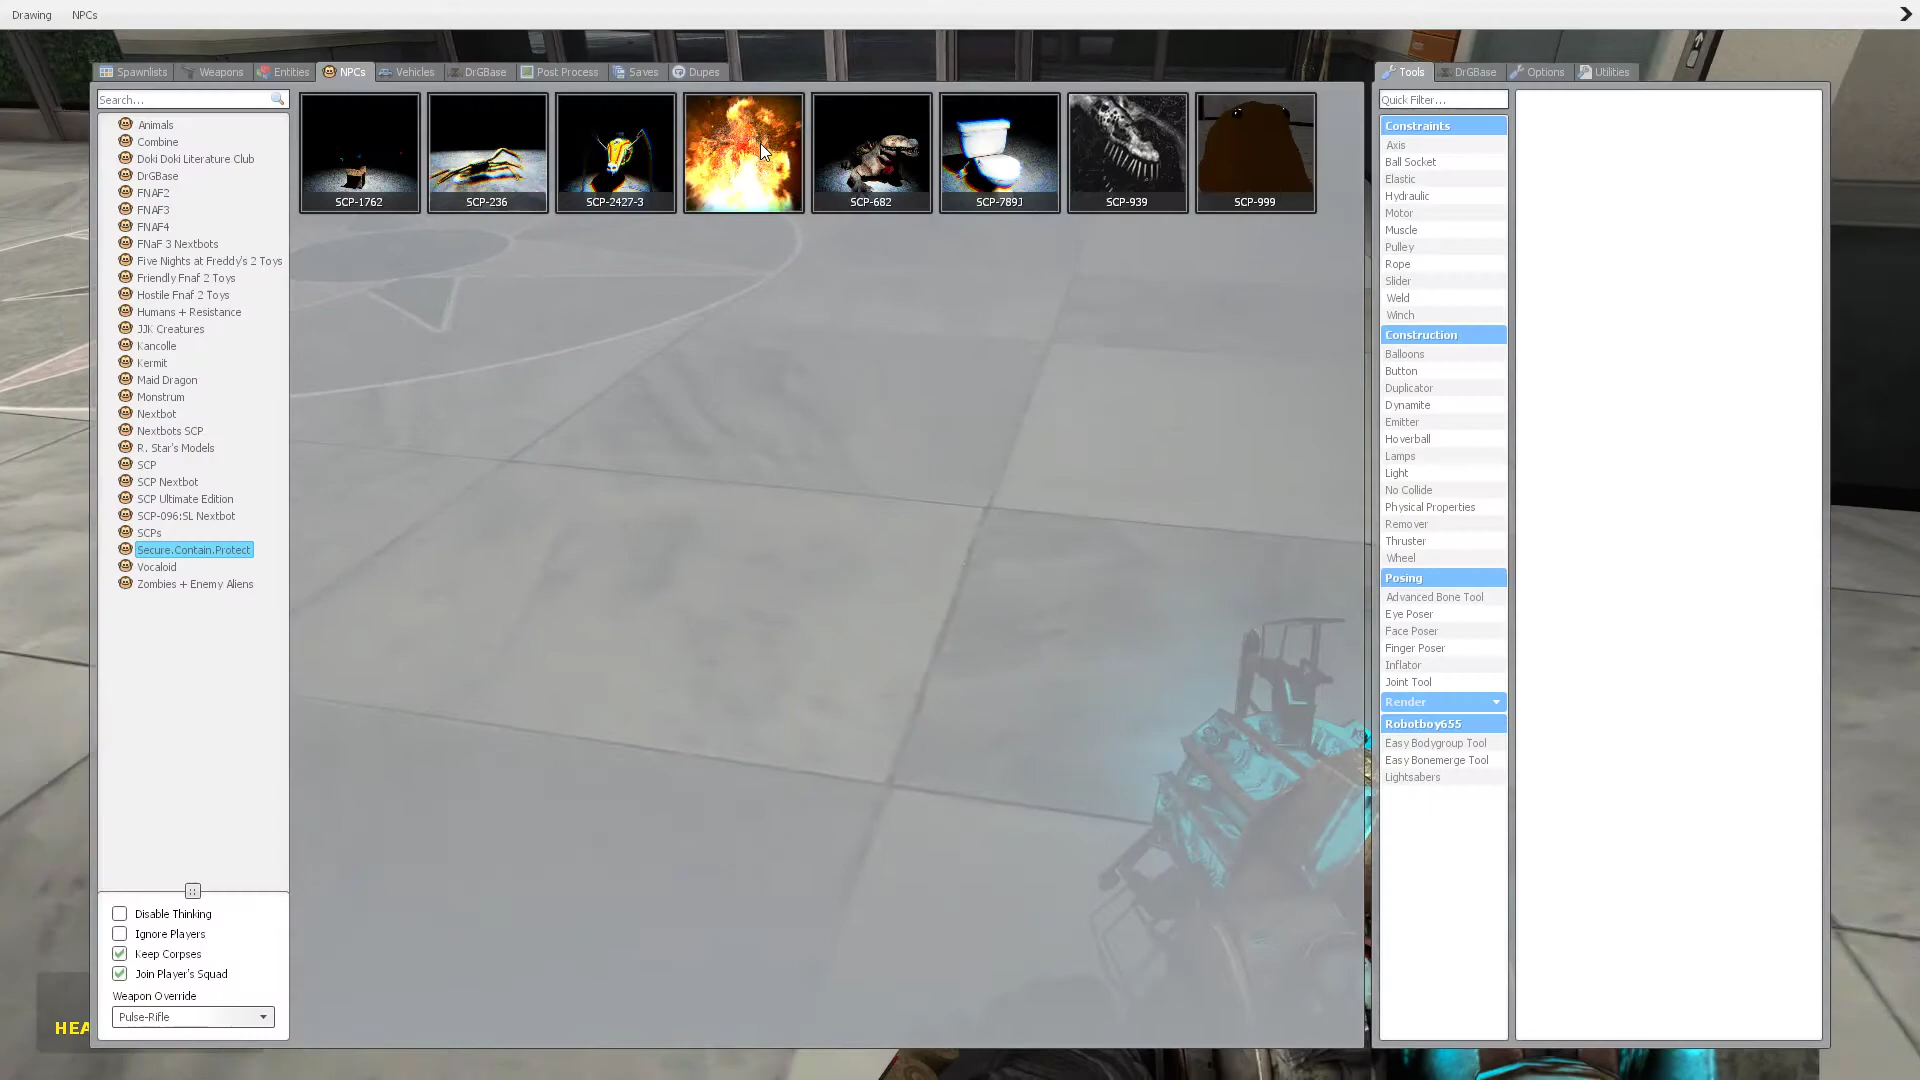 Drawing NPCs
Spawnlists Weapons Entities NPCs Vehicles DrGBase Post Process Saves Dupes
Search...
Animals
Combine
Doki Doki Literature Club
DrGBase
FNAF2
FNAF3
FNAF4
FNaF 3 Nextbots
Five Nights at Freddy's 2 Toys
Friendly Fnaf 2 Toys
Hostile Fnaf 2 Toys
Humans + Resistance
JJK Creatures
Kancolle
Kermit
Maid Dragon
Monstrum
Nextbot
Nextbots SCP
R. Star's Models
SCP
SCP Nextbot
SCP Ultimate Edition
SCP-096:SL Nextbot
SCPs
Secure.Contain.Protect
Vocaloid
Zombies + Enemy Aliens
Disable Thinking
Ignore Players
Keep Corpses
Join Player's Squad
Weapon Override
Pulse-Rifle
HEA
SCP-1762 SCP-236 SCP-2427-3 SCP-682 SCP-789J SCP-939 SCP-999
Tools DrGBase Options Utilities
Quick Filter...
Constraints
Axis
Ball Socket
Elastic
Hydraulic
Motor
Muscle
Pulley
Rope
Slider
Weld
Winch
Construction
Balloons
Button
Duplicator
Dynamite
Emitter
Hoverball
Lamps
Light
No Collide
Physical Properties
Remover
Thruster
Wheel
Posing
Advanced Bone Tool
Eye Poser
Face Poser
Finger Poser
Inflator
Joint Tool
Render
Robotboy655
Easy Bodygroup Tool
Easy Bonemerge Tool
Lightsabers